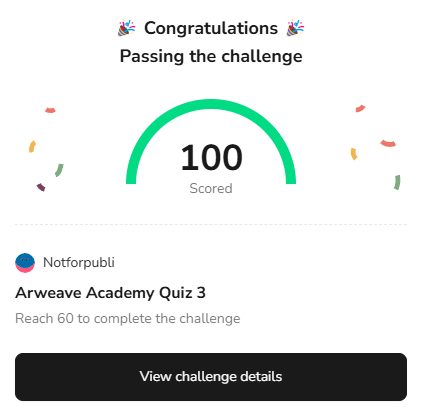 🎉 Congratulations 🎉
Passing the challenge
100
Scored
Notforpubli
Arweave Academy Quiz 3
Reach 60 to complete the challenge
View challenge details